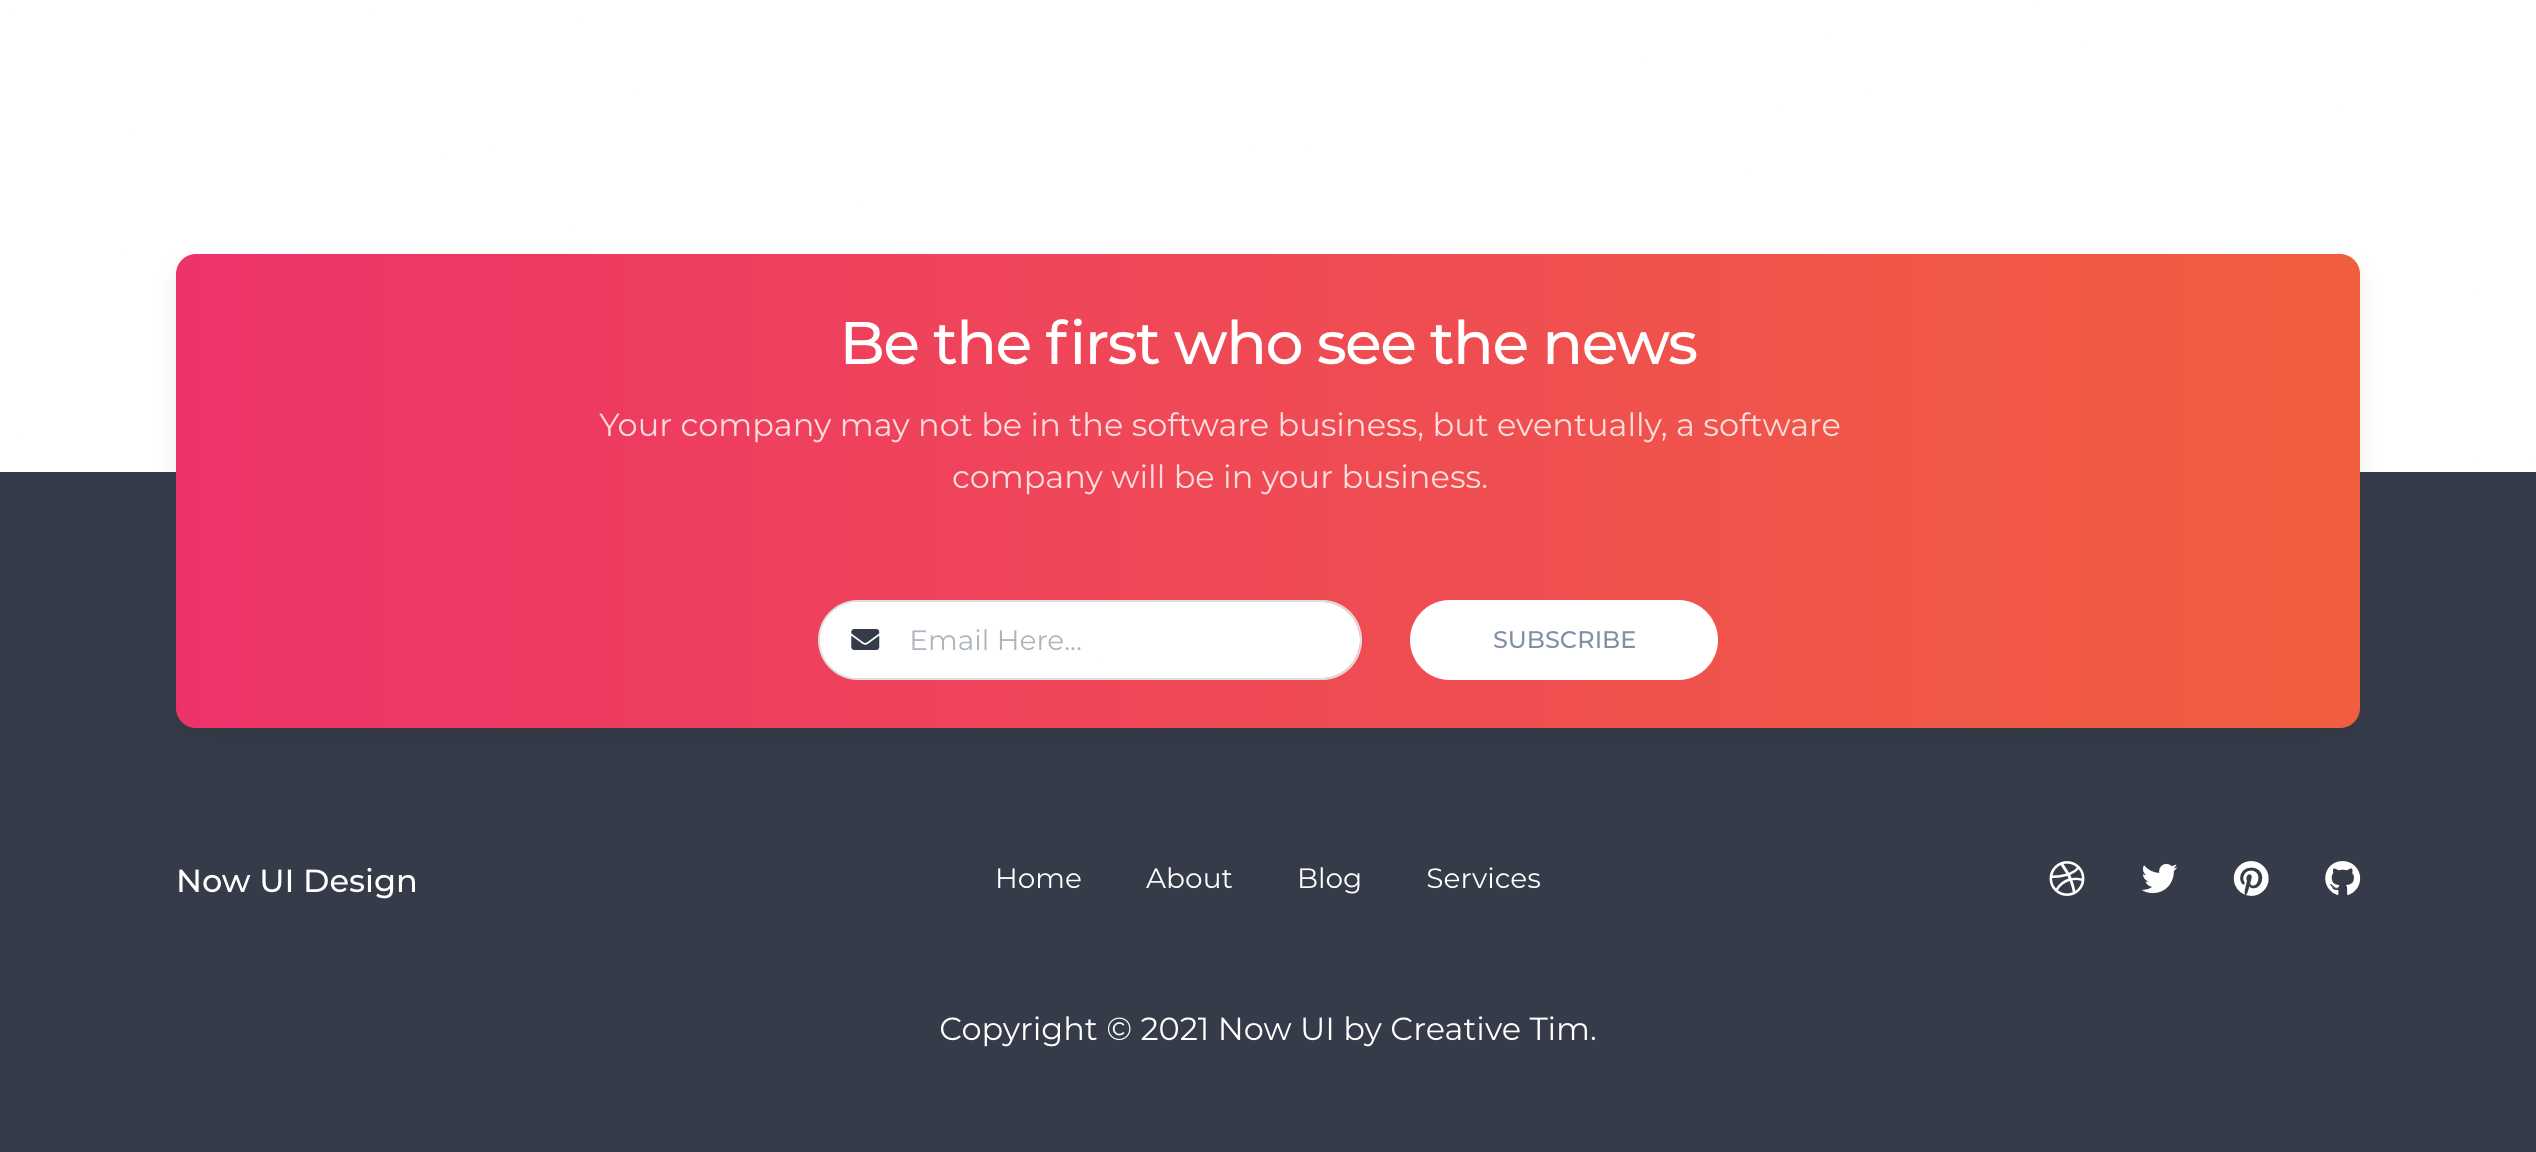 Be the first who see the news
Your company may not be in the software business, but eventually, a software
company will be in your business.
Email Here...
SUBSCRIBE
Now UI Design
Home
About
Blog
Services
Copyright © 2021 Now UI by Creative Tim.